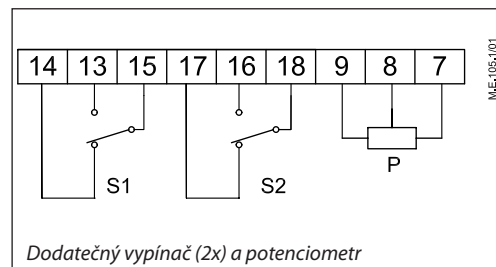 14 13 15 17 16 18 9 8 7
M.E.105.1/01
S1 S2 P
Dodatečný vypínač (2x) a potenciometr